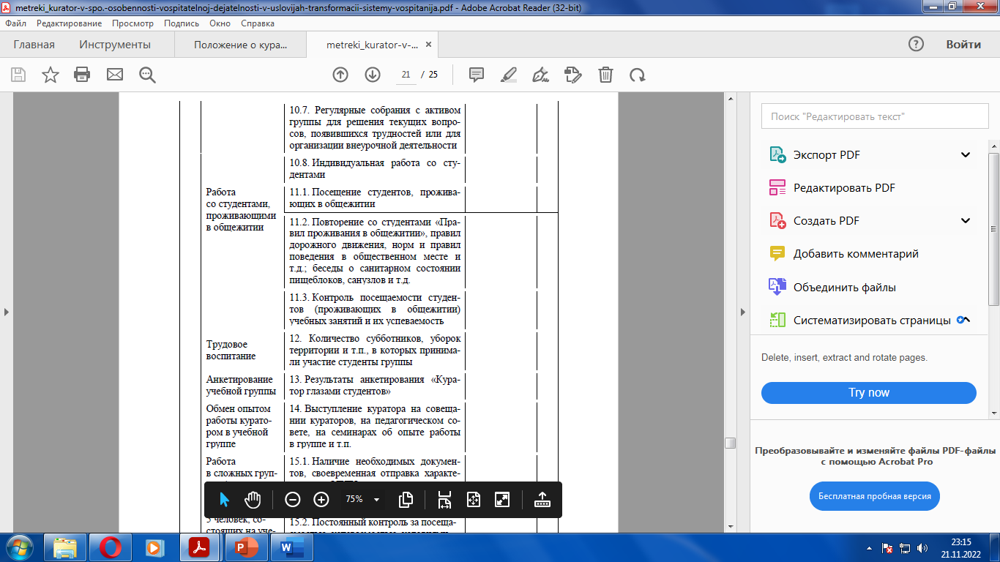 metreki_kurator-v-spo.-osobennosti-vospitatelnoj-dejatelnosti-v-uslovijah-transformacii-sistemy-vospitanija.pdf - Adobe Acrobat Reader (32-bit)
Файл Редактирование Просмотр Подпись Окно Справка
Главная Инструменты Положение о кура... metreki_kurator-v-... × Войти
21 / 25
10.7. Регулярные собрания с активом
группы для решения текущих вопро-
сов, появившихся трудностей или для
организации внеурочной деятельности
10.8. Индивидуальная работа со сту-
дентами
Работа
со студентами,
проживающими
в общежитии
11.1. Посещение студентов, прожива-
ющих в общежитии
11.2. Повторение со студентами «Пра-
вил проживания в общежитии», правил
дорожного движения, норм и правил
поведения в общественном месте и
т.д.; беседы о санитарном состоянии
пищеблоков, санузлов и т.д.
11.3. Контроль посещаемости студен-
тов (проживающих в общежитии)
учебных занятий и их успеваемость
Трудовое
воспитание
12. Количество субботников, уборок
территории и т.п., в которых принима-
ли участие студенты группы
Анкетирование
учебной группы
13. Результаты анкетирования «Кура-
тор глазами студентов»
Обмен опытом
работы курато-
ром в учебной
группе
14. Выступление куратора на совеща-
нии кураторов, на педагогическом со-
вете, на семинарах об опыте работы
в группе и т.п.
Работа
в сложных груп-
15.1. Наличие необходимых докумен-
тов, своевременная отправка характе-
5 человек, со-
стоящих на уче-
15.2. Постоянный контроль за посеща-
75%
Поиск "Редактировать текст"
Экспорт PDF
Редактировать PDF
Создать PDF
Добавить комментарий
Объединить файлы
Систематизировать страницы
Delete, insert, extract and rotate pages.
Try now
Преобразовывайте и изменяйте файлы PDF-файлы
с помощью Acrobat Pro
Бесплатная пробная версия
23:15
21.11.2022